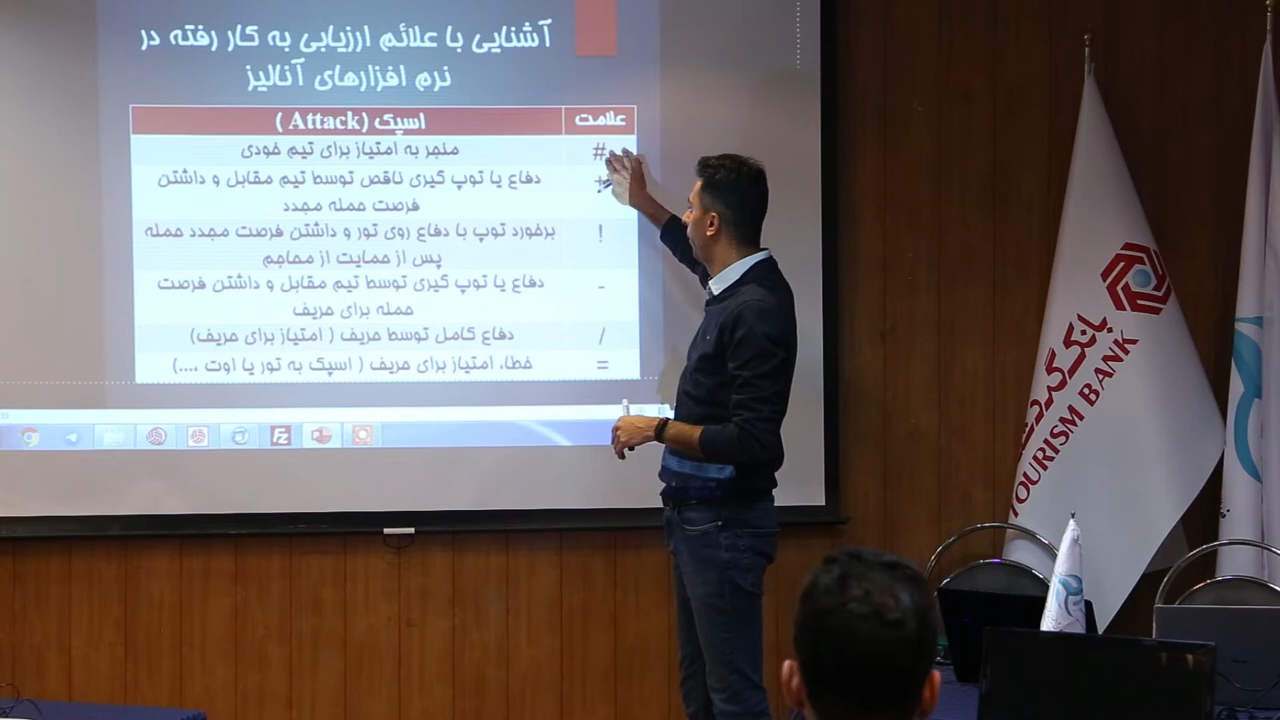 آشنایی با علائم ارزیابی به کار رفته در
نرم افزارهای آنالیز
علامت اسپک (Attack)
# منجر به امتیاز برای تیم خودی
+ دفاع یا توپ گیری ناقص توسط تیم مقابل و داشتن
فرصت حمله مجدد
! برخورد توپ با دفاع روی تور و داشتن فرصت مجدد حمله
پس از حمایت از مهاجم
- دفاع یا توپ گیری توسط تیم مقابل و داشتن فرصت
حمله برای حریف
/ دفاع کامل توسط حریف ( امتیاز برای حریف)
= خطا، امتیاز برای حریف ( اسپک به تور یا اوت ،...)
بانک گرد
TOURISM BANK